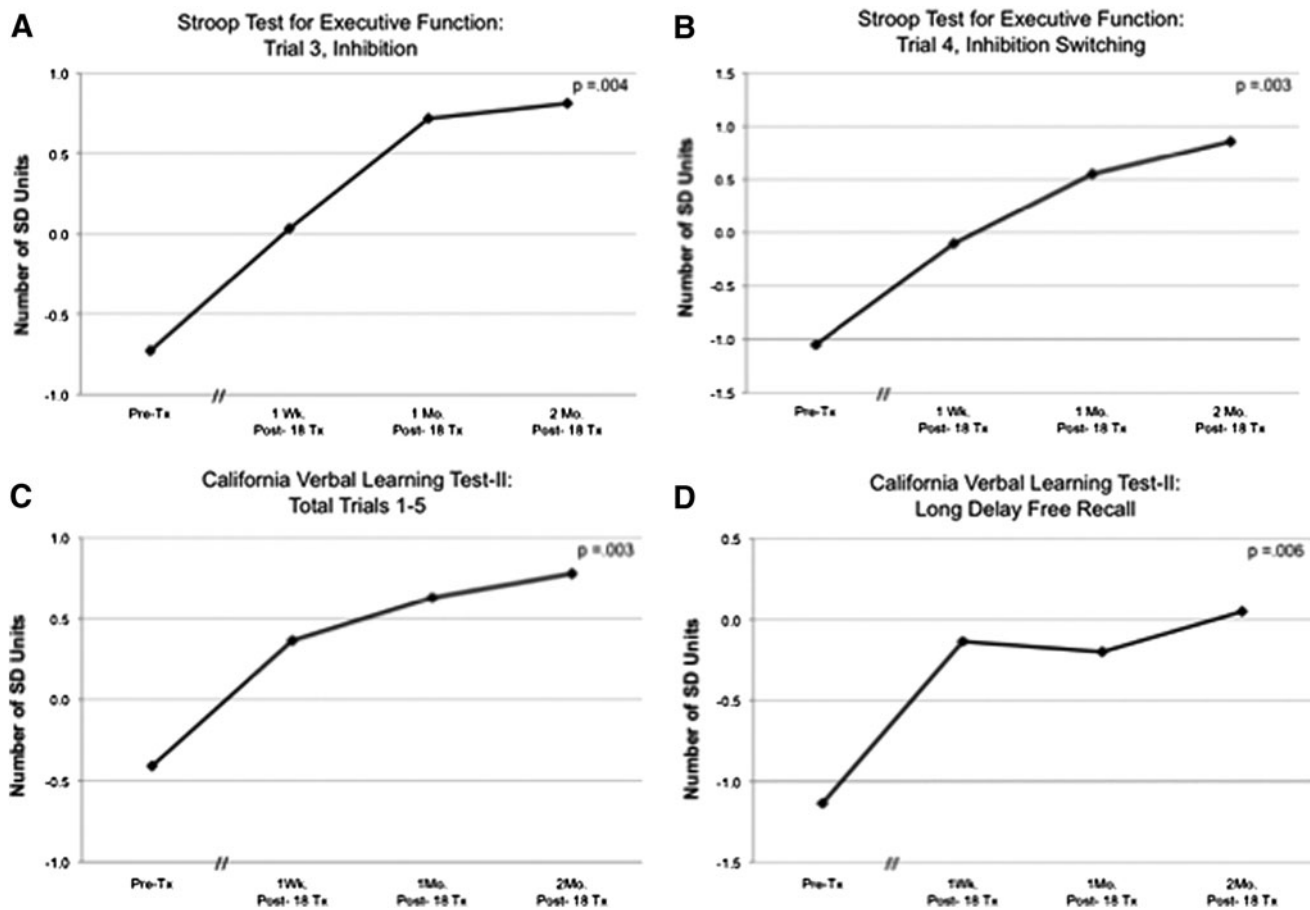 A
Stroop Test for Executive Function:
Trial 3, Inhibition
p =.004
Number of SD Units
1.0
0.5
0.0
-0.5
-1.0
//
Pre-Tx
1 Wk.
Post- 18 Tx
1 Mo.
Post- 18 Tx
2 Mo.
Post- 18 Tx
B
Stroop Test for Executive Function:
Trial 4, Inhibition Switching
p =.003
Number of SD Units
1.5
1.0
0.5
0.0
-0.5
-1.0
-1.5
//
Pre-Tx
1 Wk.
Post- 18 Tx
1 Mo.
Post- 18 Tx
2 Mo.
Post- 18 Tx
C
California Verbal Learning Test-II:
Total Trials 1-5
p =.003
Number of SD Units
1.0
0.5
0.0
-0.5
-1.0
//
Pre-Tx
1Wk.
Post- 18 Tx
1Mo.
Post- 18 Tx
2Mo.
Post- 18 Tx
D
California Verbal Learning Test-II:
Long Delay Free Recall
p =.006
Number of SD Units
0.5
0.0
-0.5
-1.0
-1.5
//
Pre-Tx
1Wk.
Post- 18 Tx
1Mo.
Post- 18 Tx
2Mo.
Post- 18 Tx